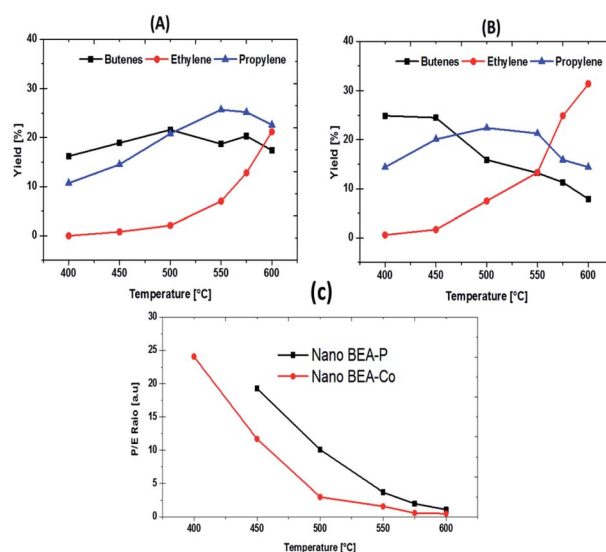 (A)
Butenes Ethylene Propylene
40
30
20
10
0
Yield [%]
400 450 500 550 600
Temperature [°C]
(B)
Butenes Ethylene Propylene
40
30
20
10
0
Yield [%]
400 450 500 550 600
Temperature [°C]
(c)
Nano BEA-P
Nano BEA-Co
25
20
15
10
5
0
P/E Raio [a.u]
400 450 500 550 600
Temperature [°C]